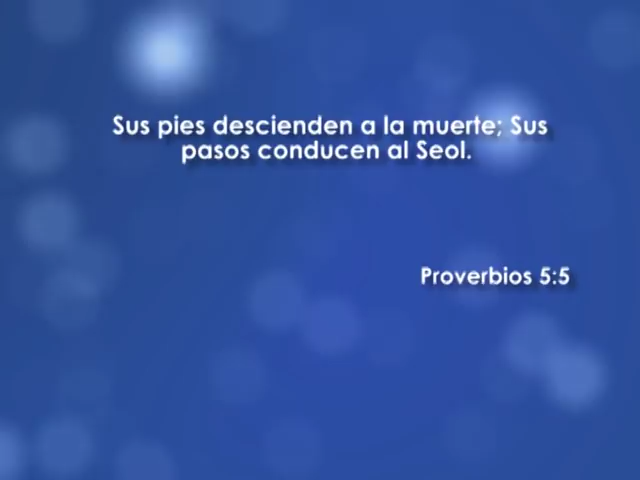 Sus pies descienden a la muerte; Sus
pasos conducen al Seol.
Proverbios 5:5